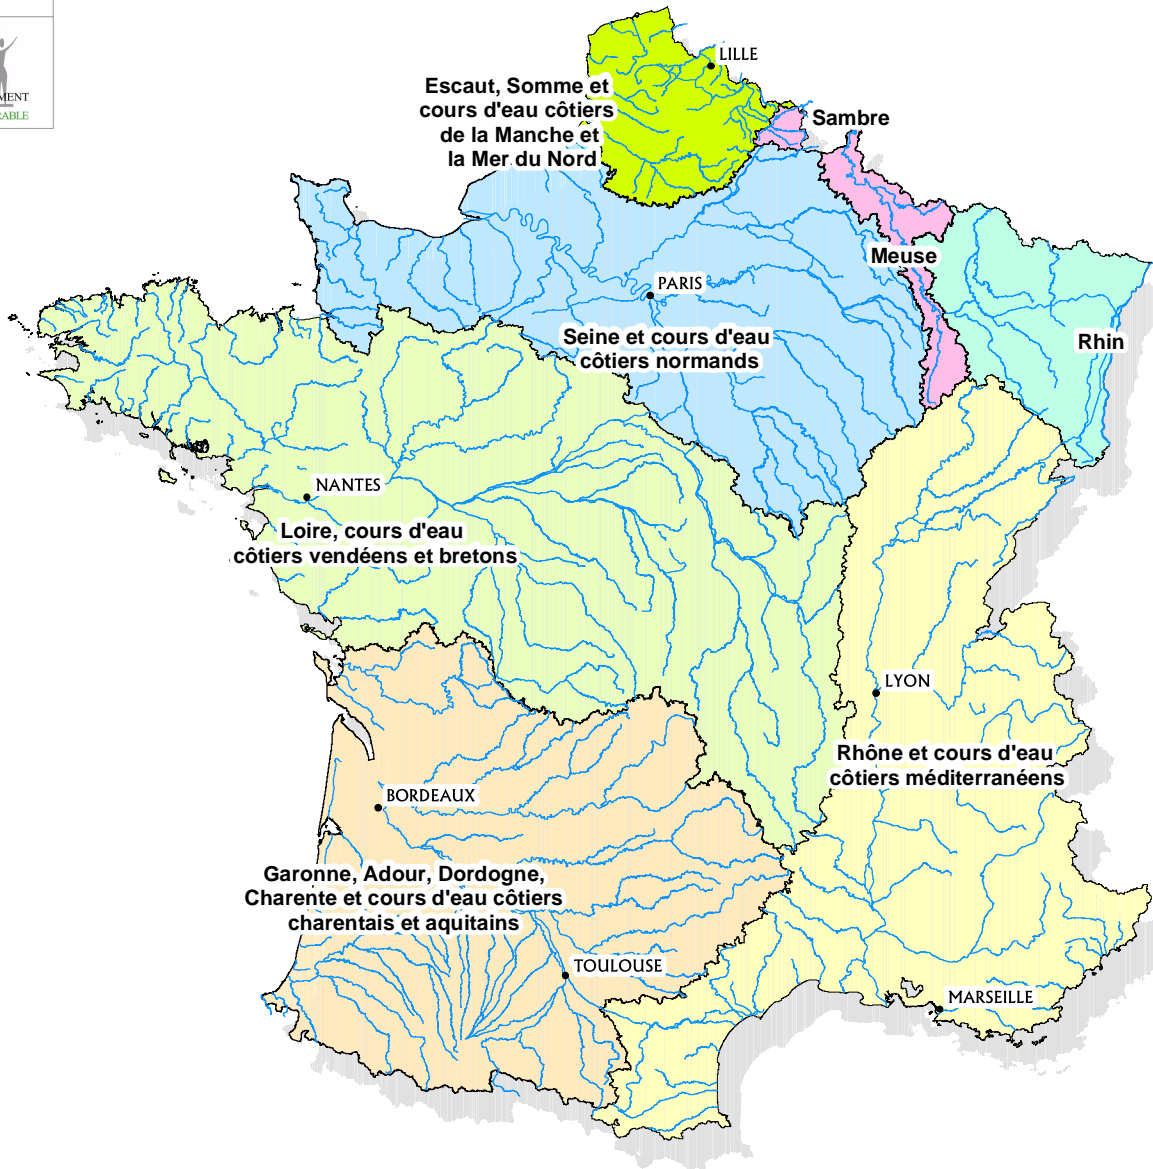 MENT
RABLE
LILLE
Escaut, Somme et
cours d'eau côtiers
de la Manche et
la Mer du Nord
Sambre
Meuse
PARIS
Seine et cours d'eau
côtiers normands
Rhin
NANTES
Loire, cours d'eau
côtiers vendéens et bretons
LYON
Rhône et cours d'eau
côtiers méditerranéens
BORDEAUX
Garonne, Adour, Dordogne,
Charente et cours d'eau côtiers
charentais et aquitains
TOULOUSE
MARSEILLE